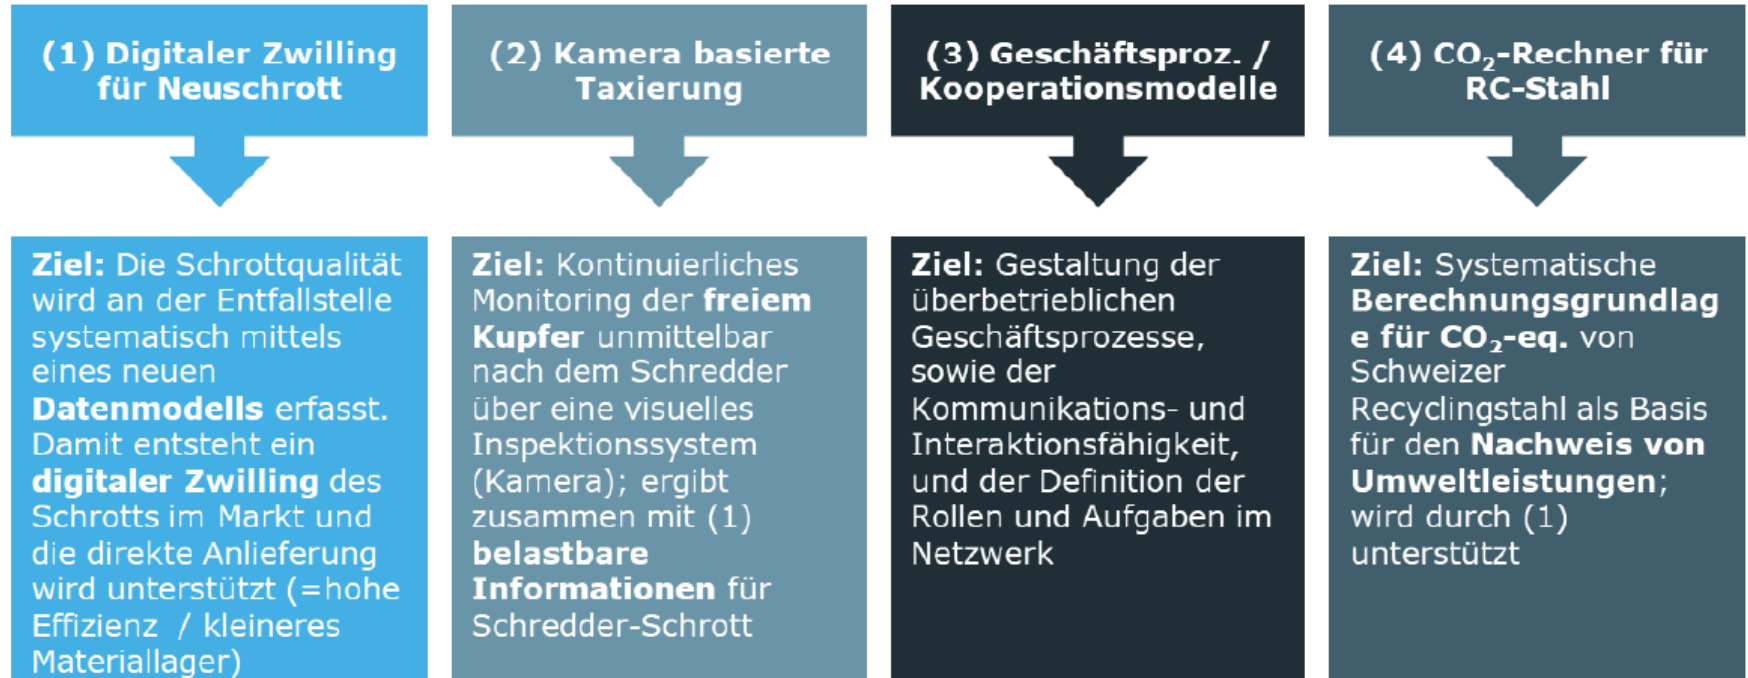 (1) Digitaler Zwilling
für Neuschrott
Ziel: Die Schrottqualität
wird an der Entfallstelle
systematisch mittels
eines neuen
Datenmodells erfasst.
Damit entsteht ein
digitaler Zwilling des
Schrotts im Markt und
die direkte Anlieferung
wird unterstützt (=hohe
Effizienz / kleineres
Materiallager)
(2) Kamera basierte
Taxierung
Ziel: Kontinuierliches
Monitoring der freiem
Kupfer unmittelbar
nach dem Schredder
über eine visuelles
Inspektionssystem
(Kamera); ergibt
zusammen mit (1)
belastbare
Informationen für
Schredder-Schrott
(3) Geschäftsproz. /
Kooperationsmodelle
Ziel: Gestaltung der
überbetrieblichen
Geschäftsprozesse,
sowie der
Kommunikations- und
Interaktionsfähigkeit,
und der Definition der
Rollen und Aufgaben im
Netzwerk
(4) CO₂-Rechner für
RC-Stahl
Ziel: Systematische
Berechnungsgrundlag
e für CO₂-eq. von
Schweizer
Recyclingstahl als Basis
für den Nachweis von
Umweltleistungen;
wird durch (1)
unterstützt